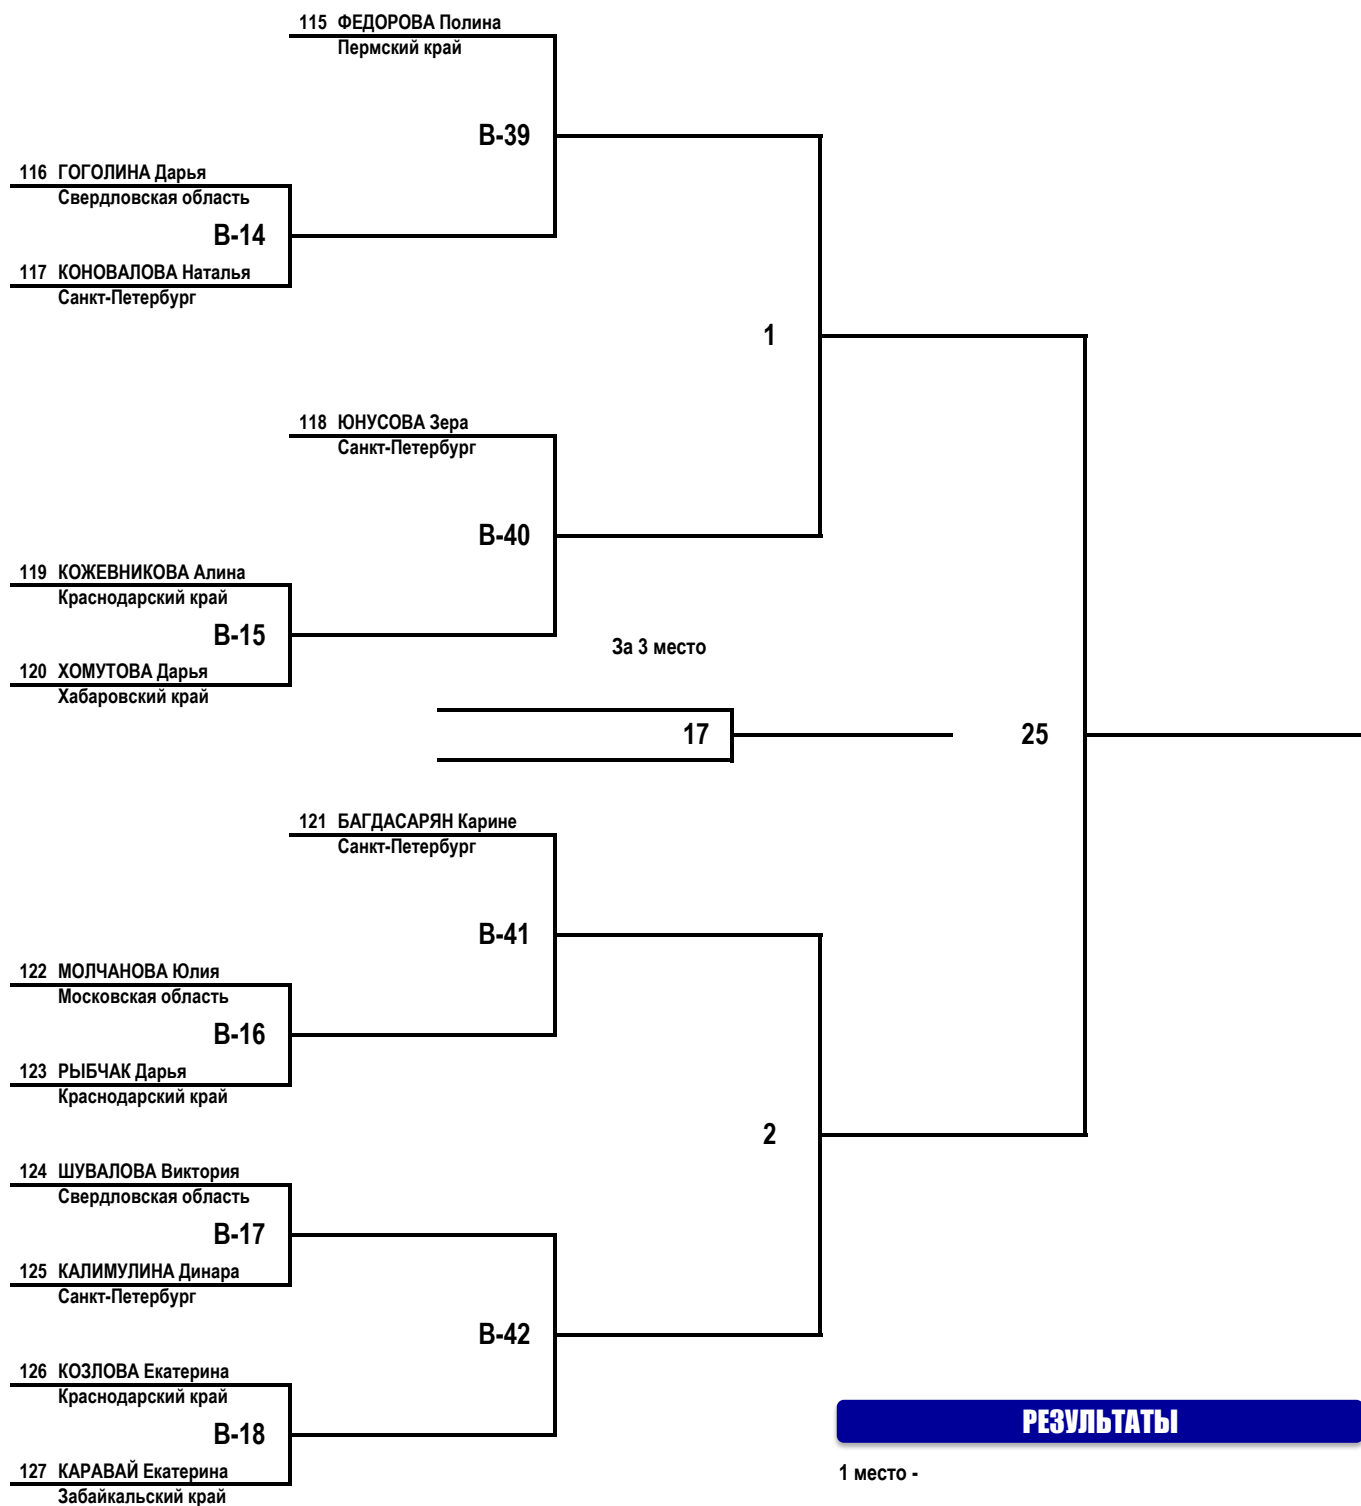 115 ФЕДОРОВА Полина
Пермский край
B-39
116 ГОГОЛИНА Дарья
Свердловская область
B-14
117 КОНОВАЛОВА Наталья
Санкт-Петербург
1
118 ЮНУСОВА Зера
Санкт-Петербург
B-40
119 КОЖЕВНИКОВА Алина
Краснодарский край
B-15
За 3 место
120 ХОМУТОВА Дарья
Хабаровский край
17
25
121 БАГДАСАРЯН Карине
Санкт-Петербург
B-41
122 МОЛЧАНОВА Юлия
Московская область
B-16
123 РЫБЧАК Дарья
Краснодарский край
2
124 ШУВАЛОВА Виктория
Свердловская область
B-17
125 КАЛИМУЛИНА Динара
Санкт-Петербург
B-42
126 КОЗЛОВА Екатерина
Краснодарский край
B-18
РЕЗУЛЬТАТЫ
127 КАРАВАЙ Екатерина
Забайкальский край
1 место -